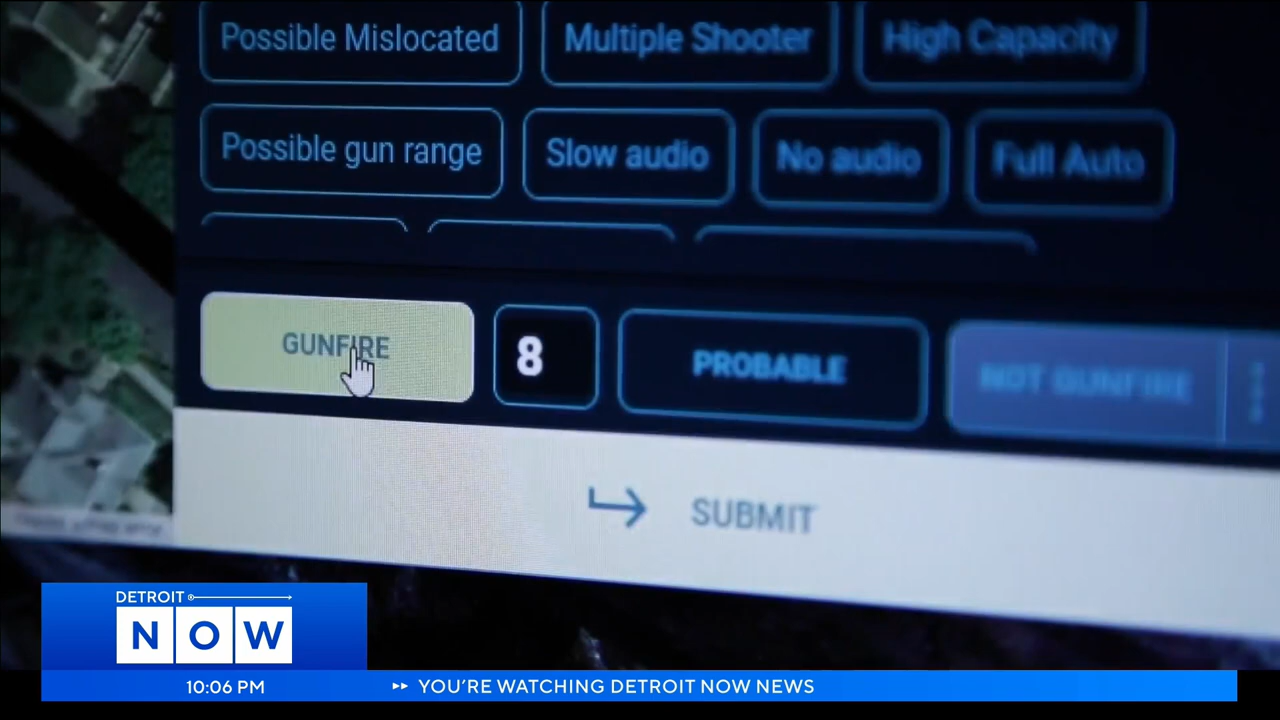 Possible Mislocated Multiple Shooter High Capacity
Possible gun range Slow audio No audio Full Auto
GUNFIRE 8 PROBABLE NOT GUNFIRE
SUBMIT
DETROIT
NOW
10:06 PM YOU'RE WATCHING DETROIT NOW NEWS